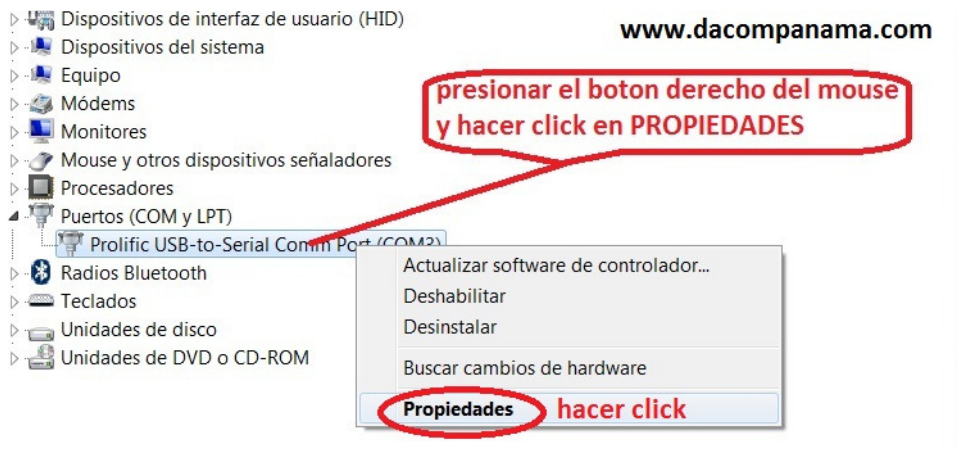 Dispositivos de interfaz de usuario (HID)
www.dacompanama.com
Dispositivos del sistema
Equipo
presionar el boton derecho del mouse
y hacer click en PROPIEDADES
Módems
Monitores
Mouse y otros dispositivos señaladores
Procesadores
Puertos (COM y LPT)
Prolific USB-to-Serial Comm Port (COM3)
Radios Bluetooth
Teclados
Unidades de disco
Unidades de DVD o CD-ROM
Actualizar software de controlador...
Deshabilitar
Desinstalar
Buscar cambios de hardware
Propiedades
hacer click